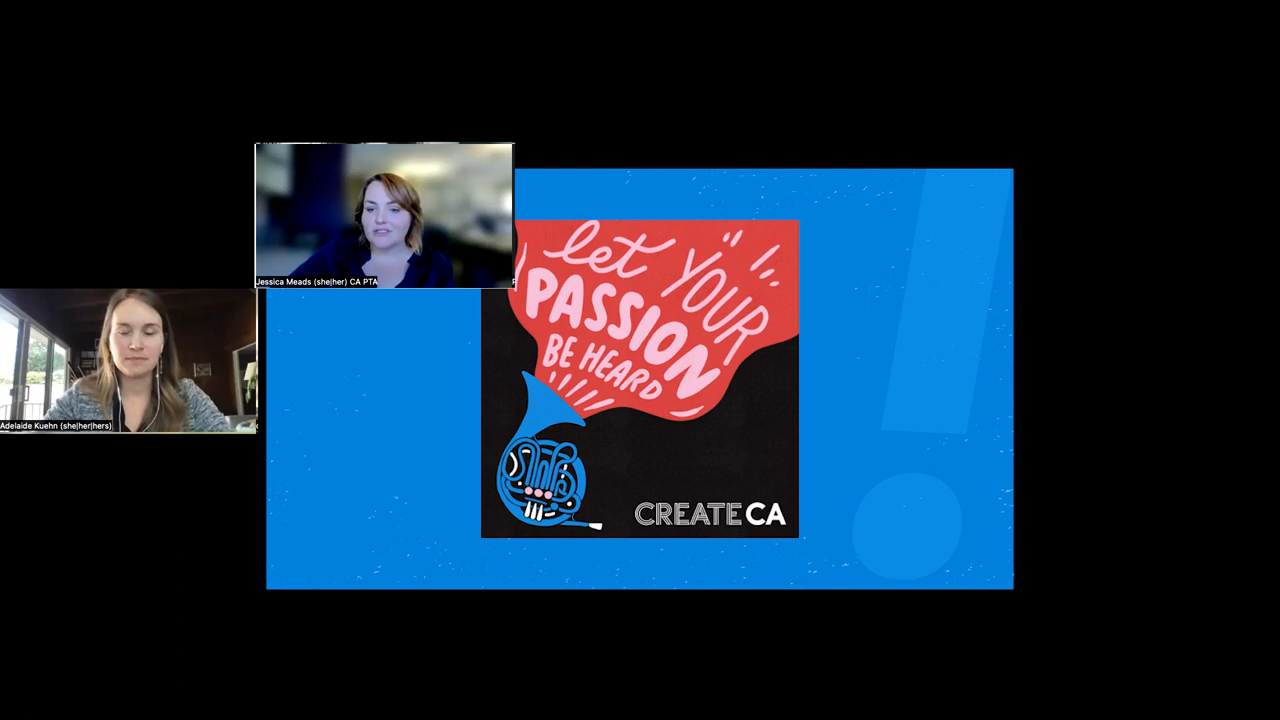 Jessica Meads (she|her) CA PTA
Adelaide Kuehn (she|her|hers)
let YOUR
PASSION
BE HEARD
CREATE CA